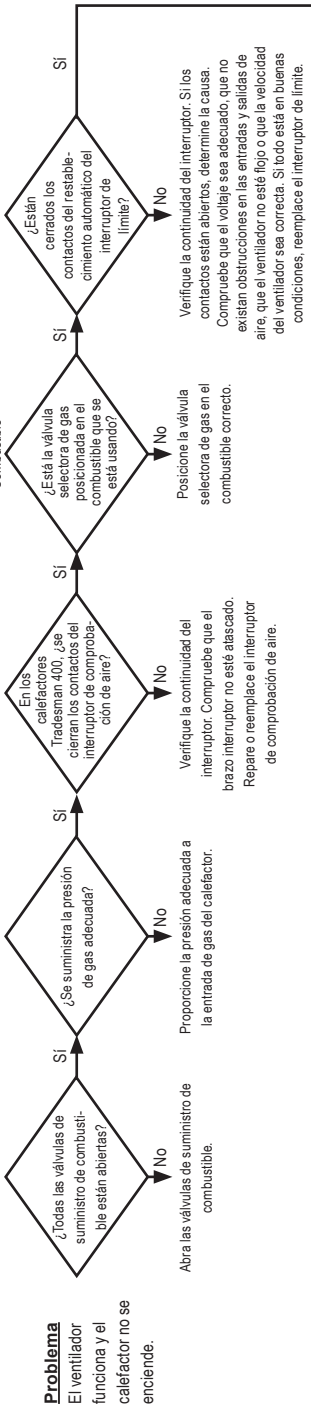 Problema
El ventilador
funciona y el
calefactor no se
enciende.
¿Todas las válvulas de
suministro de combusti-
ble están abiertas?
Sí
No
Abra las válvulas de suministro de
combustible.
¿Se suministra la presión
de gas adecuada?
Sí
No
Proporcione la presión adecuada a
la entrada de gas del calefactor.
En los
calefactores
Tradesman 400, ¿se
cierran los contactos del
interruptor de comproba-
ción de aire?
Sí
No
Verifique la continuidad del
interruptor. Compruebe que el
brazo interruptor no esté atascado.
Repare o reemplace el interruptor
de comprobación de aire.
¿Está la válvula
selectora de gas
posicionada en el
combustible que se
está usando?
Sí
No
Posicione la válvula
selectora de gas en el
combustible correcto.
¿Están
cerrados los
contactos del restable-
cimiento automático del
interruptor de
límite?
Sí
No
Verifique la continuidad del interruptor. Si los
contactos están abiertos, determine la causa.
Compruebe que el voltaje sea adecuado, que no
existan obstrucciones en las entradas y salidas de
aire, que el ventilador no esté flojo o que la velocidad
del ventilador sea correcta. Si todo está en buenas
condiciones, reemplace el interruptor de límite.